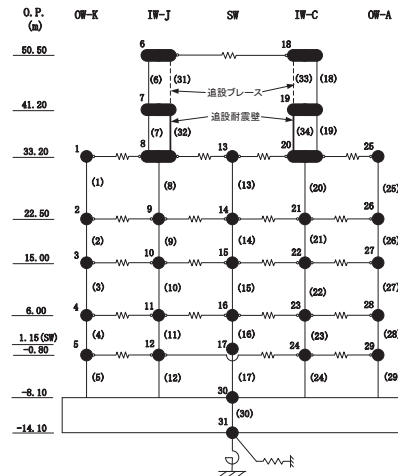 O.P. OW-K IW-J SW IW-C OW-A
(m)
50.50 6 18
(6) (31) (33) (18)
追設ブレース
41.20 7 19
追設耐震壁
(7) (32) (34) (19)
33.20 1 8 13 20 25
(1) (8) (13) (20) (25)
22.50 2 9 14 21 26
(2) (9) (14) (21) (26)
15.00 3 10 15 22 27
(3) (10) (15) (22) (27)
6.00 4 11 16 23 28
(4) (11) (16) (23) (28)
1.15(SW) 17
-0.80 5 12 24 29
(5) (12) (17) (24) (29)
-8.10 30
(30)
-14.10 31